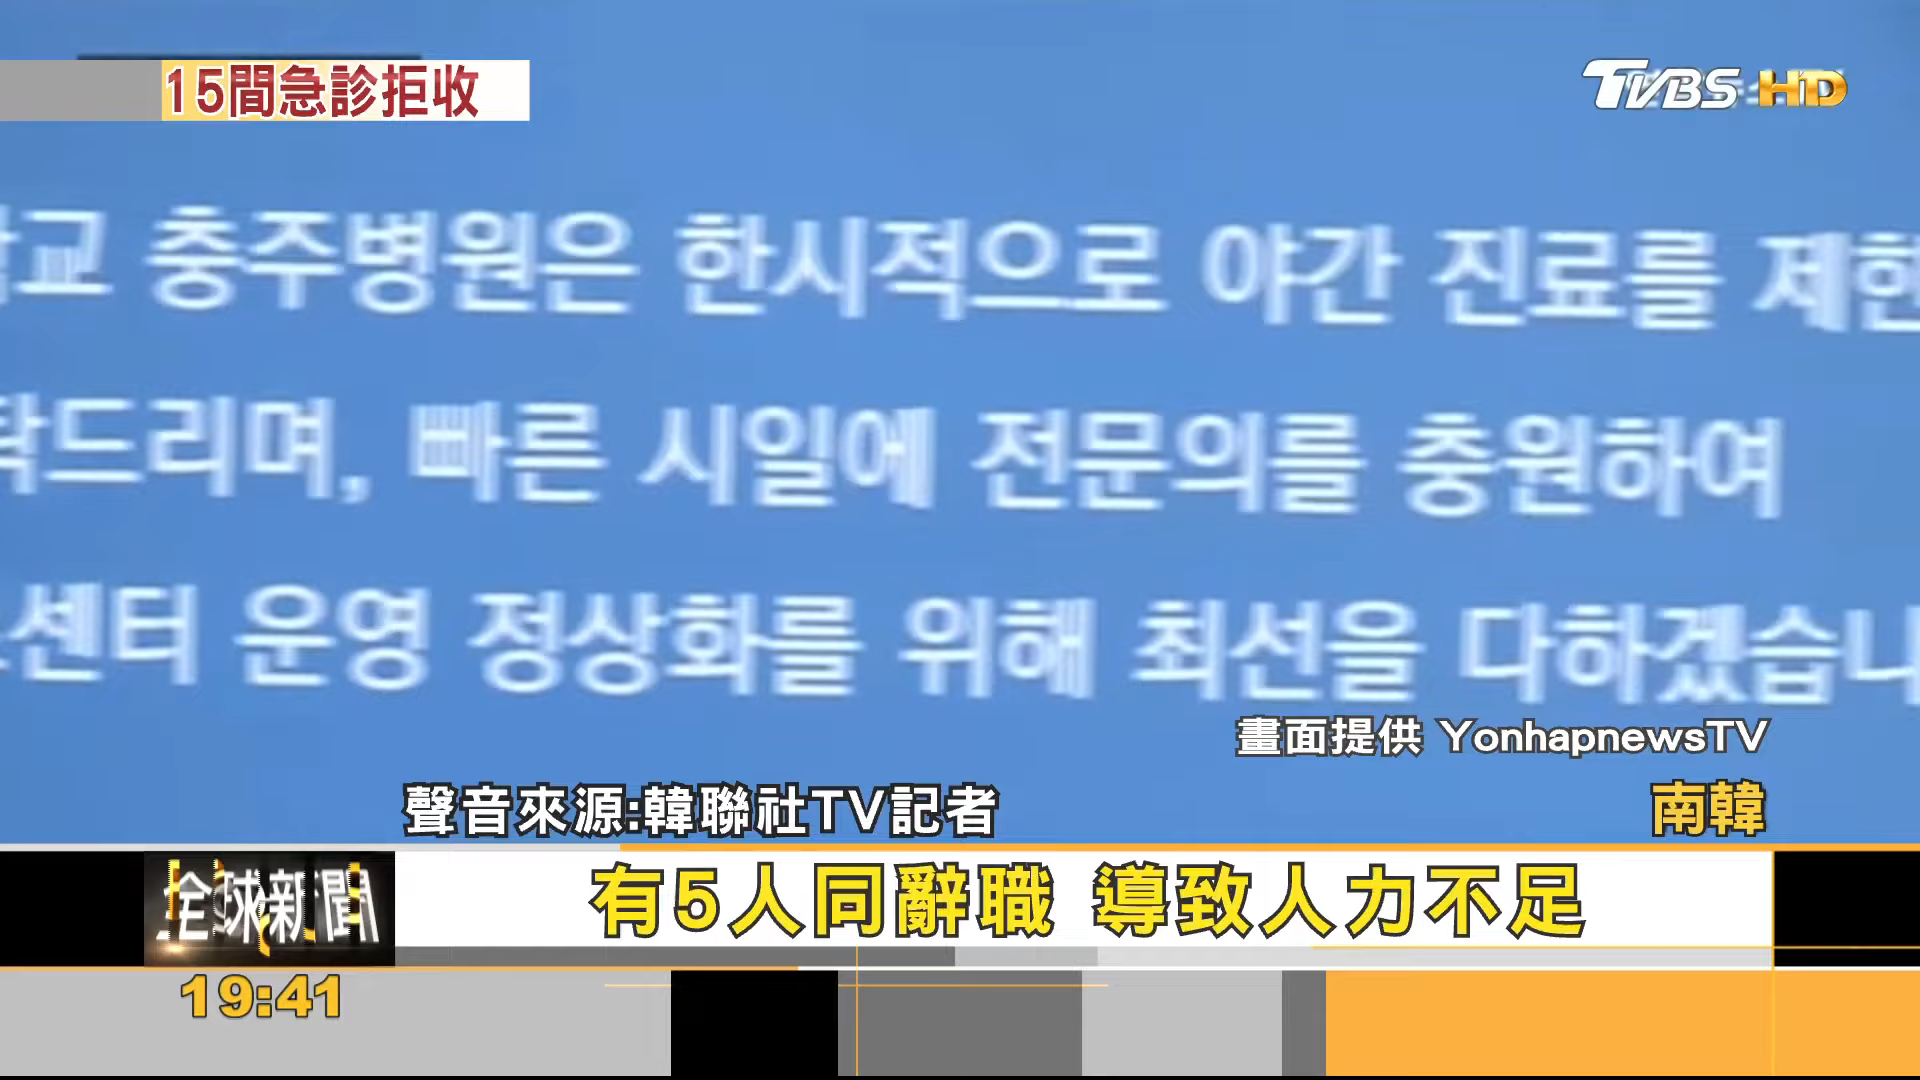 15間急診拒收
TVBS HD
교 충주병원은 한시적으로 야간 진료를 제한
탁드리며, 빠른 시일에 전문의를 충원하여
센터 운영 정상화를 위해 최선을 다하겠습니
畫面提供 YonhapnewsTV
聲音來源:韓聯社TV記者
南韓
全球新聞
有5人同辭職 導致人力不足
19:41